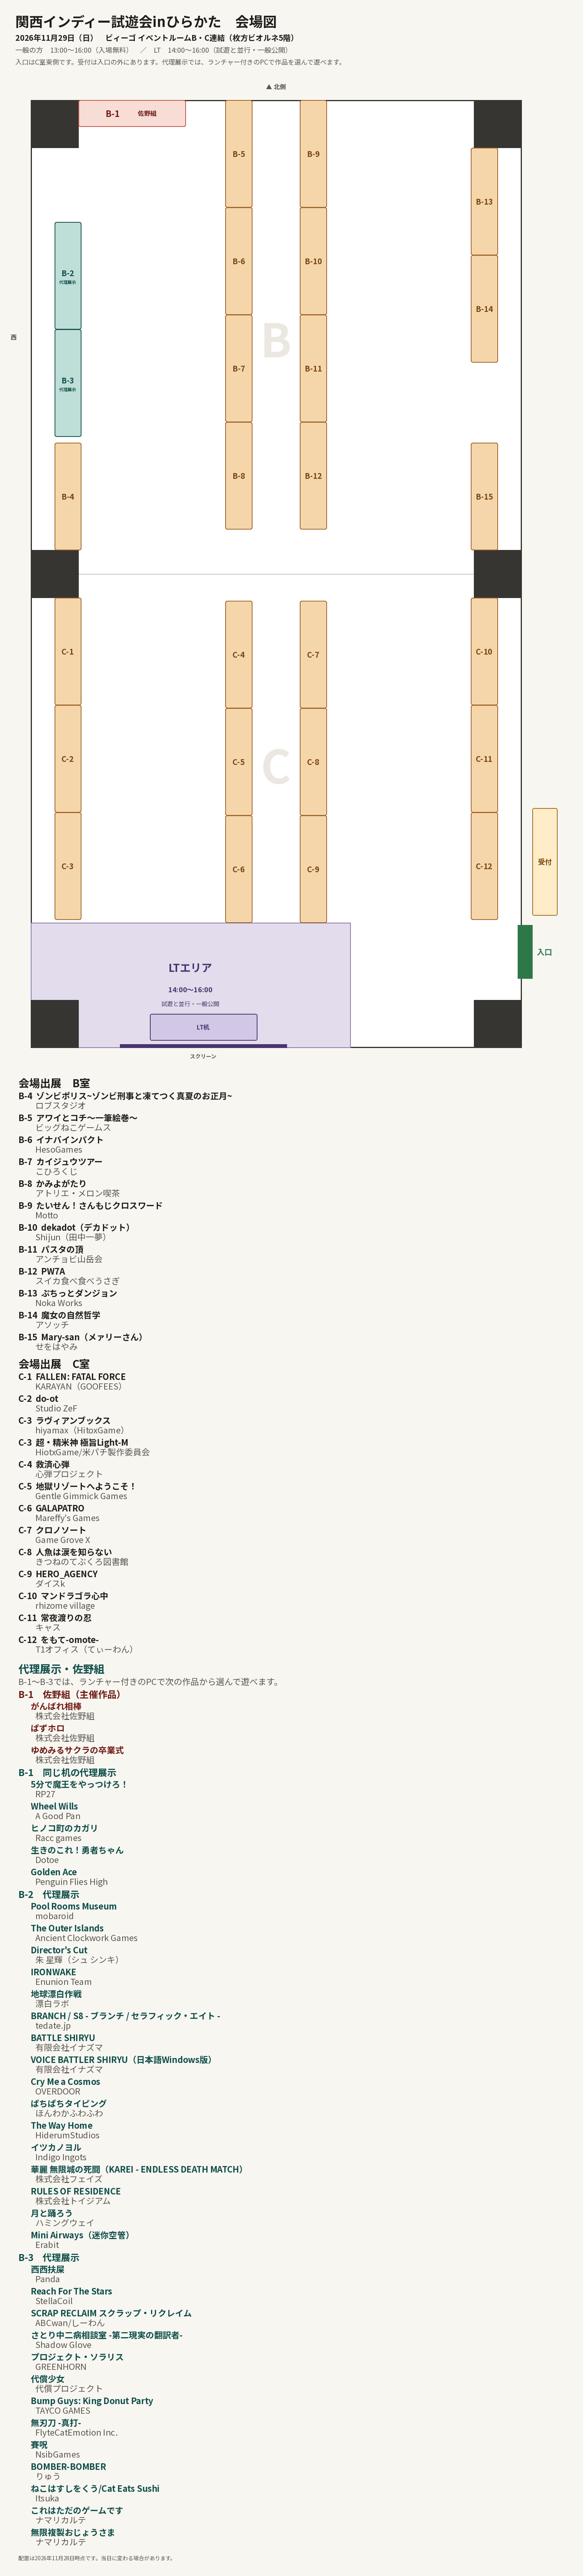 関西インディー試遊会inひらかた　会場図
2026年11月29日（日）　ビィーゴ イベントルームB・C連結（枚方ビオルネ5階）
一般の方　13:00〜16:00（入場無料）　／　LT　14:00〜16:00（試遊と並行・一般公開）
入口はC室東側です。受付は入口の外にあります。代理展示では、ランチャー付きのPCで作品を選んで遊べます。
▲ 北側
B-1　佐野組
B-5
B-9
B-13
B-2
代理展示
B-6
B-10
B-14
西
B
B-3
代理展示
B-7
B-11
B-4
B-8
B-12
B-15
C-1
C-4
C-7
C-10
C-2
C-5
C
C-8
C-11
C-3
C-6
C-9
C-12
受付
入口
LTエリア
14:00〜16:00
試遊と並行・一般公開
LT机
スクリーン
会場出展　B室
B-4 ゾンビポリス~ゾンビ刑事と凍てつく真夏のお正月~
ロブスタジオ
B-5 アワイとコチ〜一筆絵巻〜
ビッグねこゲームス
B-6 イナバインパクト
HesoGames
B-7 カイジュウツアー
こひろくじ
B-8 かみよがたり
アトリエ・メロン喫茶
B-9 たいせん！さんもじクロスワード
Motto
B-10 dekadot（デカドット）
Shijun（田中一夢）
B-11 パスタの頂
アンチョビ山岳会
B-12 PW7A
スイカ食べ食べうさぎ
B-13 ぷちっとダンジョン
Noka Works
B-14 魔女の自然哲学
アソッチ
B-15 Mary-san（メァリーさん）
せをはやみ
会場出展　C室
C-1 FALLEN: FATAL FORCE
KARAYAN（GOOFEES）
C-2 do-ot
Studio ZeF
C-3 ラヴィアンブックス
hiyamax（HitoxGame）
C-3 超・精米神 極旨Light-M
HiotxGame/米パチ製作委員会
C-4 救済心弾
心弾プロジェクト
C-5 地獄リゾートへようこそ！
Gentle Gimmick Games
C-6 GALAPATRO
Mareffy's Games
C-7 クロノソート
Game Grove X
C-8 人魚は涙を知らない
きつねのてぶくろ図書館
C-9 HERO_AGENCY
ダイスk
C-10 マンドラゴラ心中
rhizome village
C-11 常夜渡りの忍
キャス
C-12 をもて-omote-
T1オフィス（てぃーわん）
代理展示・佐野組
B-1〜B-3では、ランチャー付きのPCで次の作品から選んで遊べます。
B-1　佐野組（主催作品）
がんばれ相棒
株式会社佐野組
ぱずホロ
株式会社佐野組
ゆめみるサクラの卒業式
株式会社佐野組
B-1　同じ机の代理展示
5分で魔王をやっつけろ！
RP27
Wheel Wills
A Good Pan
ヒノコ町のカガリ
Racc games
生きのこれ！勇者ちゃん
Dotoe
Golden Ace
Penguin Flies High
B-2　代理展示
Pool Rooms Museum
mobaroid
The Outer Islands
Ancient Clockwork Games
Director's Cut
朱 星輝（シュ シンキ）
IRONWAKE
Enunion Team
地球漂白作戦
漂白ラボ
BRANCH / S8 - ブランチ / セラフィック・エイト -
tedate.jp
BATTLE SHIRYU
有限会社イナズマ
VOICE BATTLER SHIRYU（日本語Windows版）
有限会社イナズマ
Cry Me a Cosmos
OVERDOOR
ぱちぱちタイピング
ほんわかふわふわ
The Way Home
HiderumStudios
イツカノヨル
Indigo Ingots
華麗 無限城の死闘（KAREI - ENDLESS DEATH MATCH）
株式会社フェイズ
RULES OF RESIDENCE
株式会社トイジアム
月と踊ろう
ハミングウェイ
Mini Airways（迷你空管）
Erabit
B-3　代理展示
西西扶屎
Panda
Reach For The Stars
StellaCoil
SCRAP RECLAIM スクラップ・リクレイム
ABCwan/しーわん
さとり中二病相談室 -第二現実の翻訳者-
Shadow Glove
プロジェクト・ソラリス
GREENHORN
代償少女
代償プロジェクト
Bump Guys: King Donut Party
TAYCO GAMES
無刃刀 -真打-
FlyteCatEmotion Inc.
賽呪
NsibGames
BOMBER-BOMBER
りゅう
ねこはすしをくう/Cat Eats Sushi
Itsuka
これはただのゲームです
ナマリカルテ
無限複製おじょうさま
ナマリカルテ
配置は2026年11月28日時点です。当日に変わる場合があります。